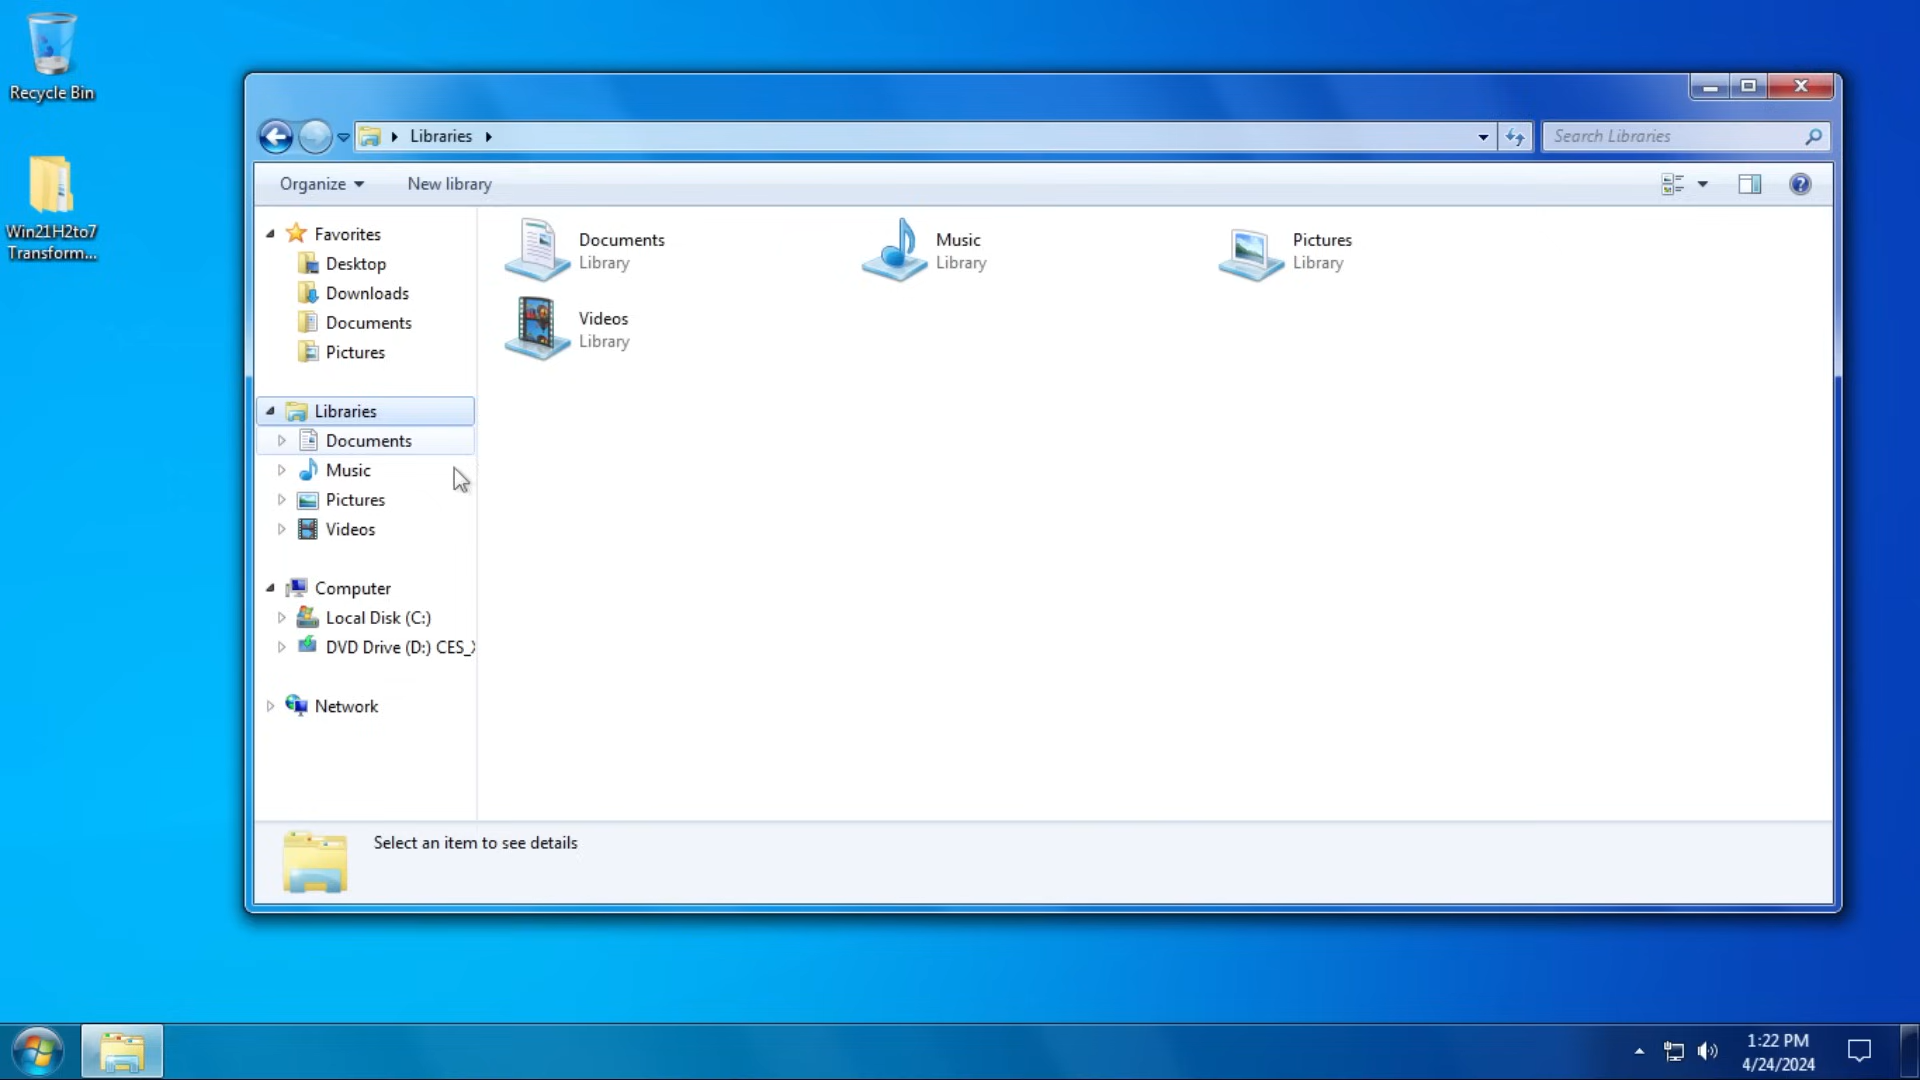 Recycle Bin
Win21H2to7
Transform...
Libraries
Search Libraries
Organize
New library
Favorites
Desktop
Downloads
Documents
Pictures
Libraries
Documents
Music
Pictures
Videos
Computer
Local Disk (C:)
DVD Drive (D:) CES_X
Network
Documents
Library
Music
Library
Pictures
Library
Videos
Library
Select an item to see details
1:22 PM
4/24/2024